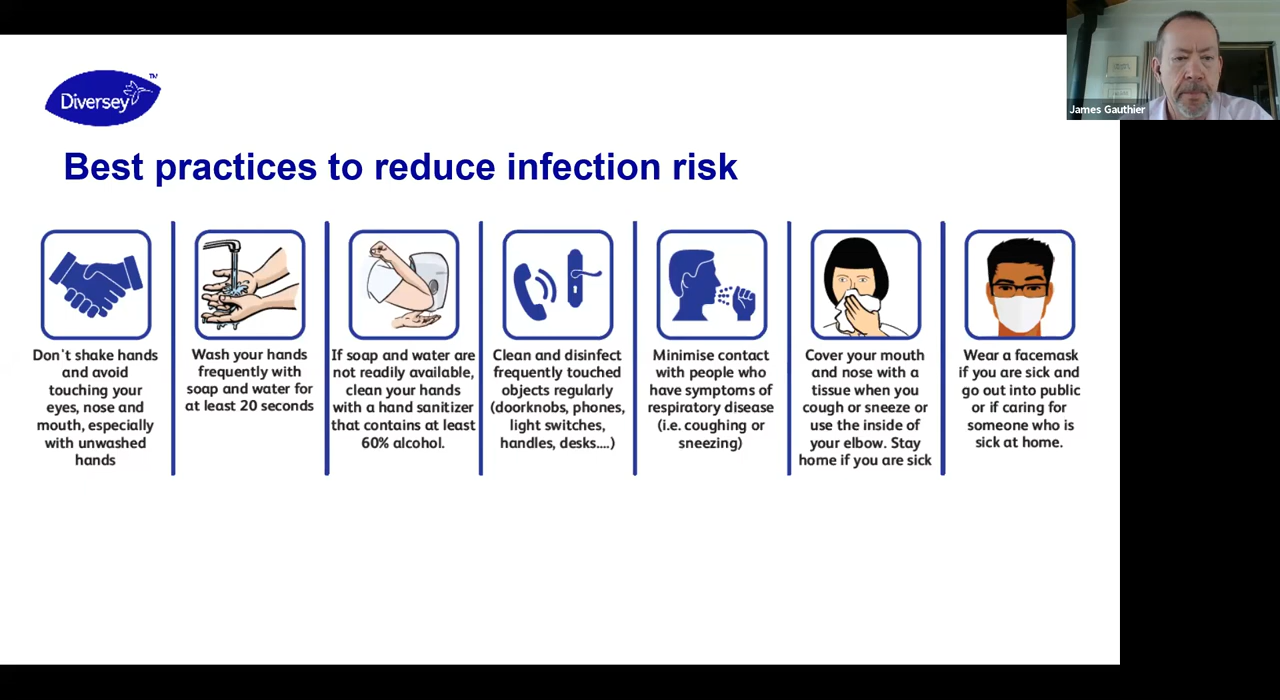 Diversey
TM
James Gauthier
Best practices to reduce infection risk
Don't shake hands
and avoid
touching your
eyes, nose and
mouth, especially
with unwashed
hands
Wash your hands
frequently with
soap and water for
at least 20 seconds
If soap and water are
not readily available,
clean your hands
with a hand sanitizer
that contains at least
60% alcohol.
Clean and disinfect
frequently touched
objects regularly
(doorknobs, phones,
light switches,
handles, desks....)
Minimise contact
with people who
have symptoms of
respiratory disease
(i.e. coughing or
sneezing)
Cover your mouth
and nose with a
tissue when you
cough or sneeze or
use the inside of
your elbow. Stay
home if you are sick
Wear a facemask
if you are sick and
go out into public
or if caring for
someone who is
sick at home.